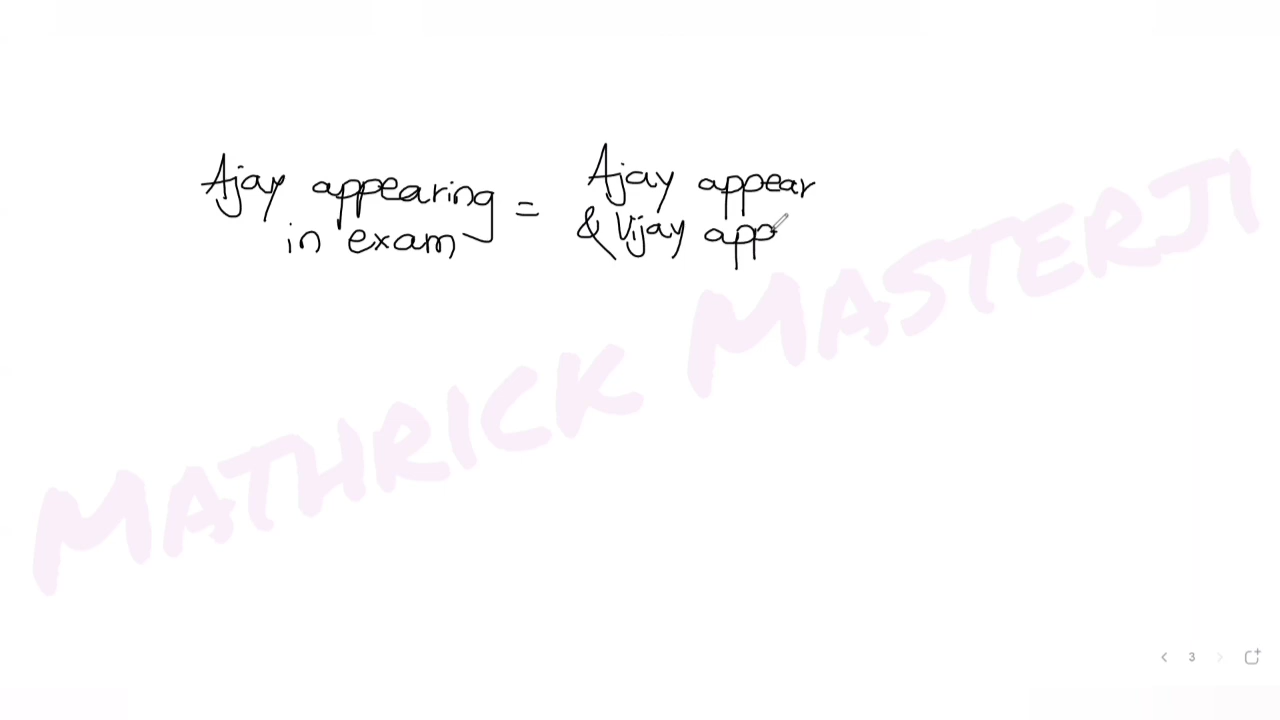 Ajay appearing = Ajay appear
in exam & Vijay app
MATHRICK MASTERJI
3